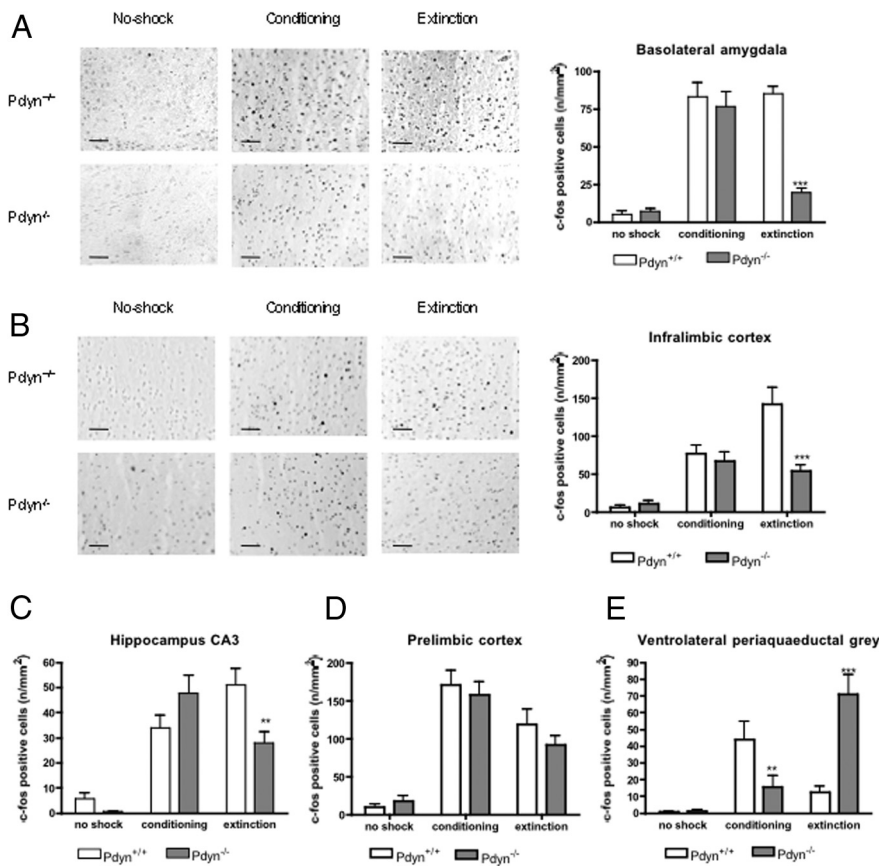 A
No-shock Conditioning Extinction
Pdyn-/-
Pdyn-/-
Basolateral amygdala
c-fos positive cells (n/mm²)
100
75
50
25
0
***
no shock conditioning extinction
Pdyn+/+ Pdyn-/-
B
No-shock Conditioning Extinction
Pdyn-/-
Pdyn-/-
Infralimbic cortex
c-fos positive cells (n/mm²)
200
150
100
50
0
***
no shock conditioning extinction
Pdyn+/+ Pdyn-/-
C
Hippocampus CA3
c-fos positive cells (n/mm²)
60
50
40
30
20
10
0
**
no shock conditioning extinction
Pdyn+/+ Pdyn-/-
D
Prelimbic cortex
c-fos positive cells (n/mm²)
200
150
100
50
0
no shock conditioning extinction
Pdyn+/+ Pdyn-/-
E
Ventrolateral periaquaeductal grey
c-fos positive cells (n/mm²)
90
80
70
60
50
40
30
20
10
0
**
***
no shock conditioning extinction
Pdyn+/+ Pdyn-/-